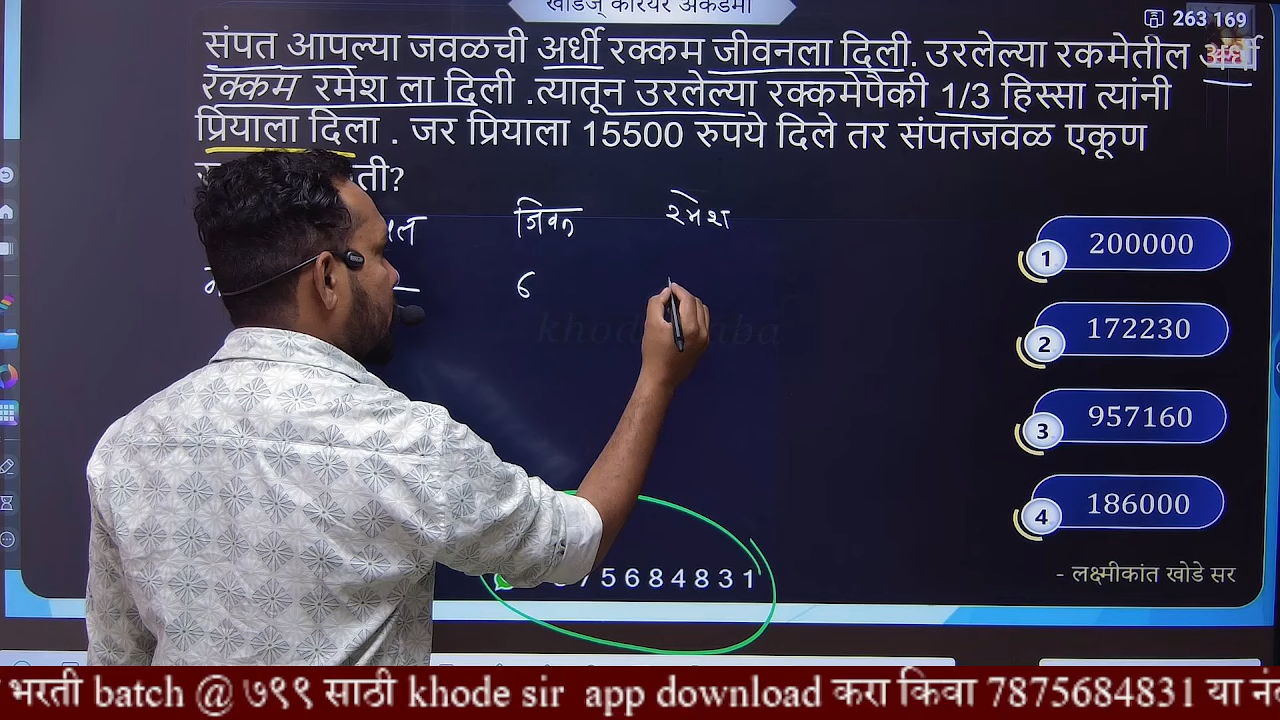 खोडेज् करियर अकॅडमी
263 169
संपत आपल्या जवळची अर्धी रक्कम जीवनला दिली. उरलेल्या रकमेतील
रक्कम रमेश ला दिली .त्यातून उरलेल्या रक्कमेपैकी 1/3 हिस्सा त्यांनी
प्रियाला दिला . जर प्रियाला 15500 रुपये दिले तर संपतजवळ एकूण
ती?
जिवन रमेश
1 200000
2 172230
3 957160
4 186000
75684831
- लक्ष्मीकांत खोडे सर
भरती batch @ ७९९ साठी khode sir app download करा किवा 7875684831 या